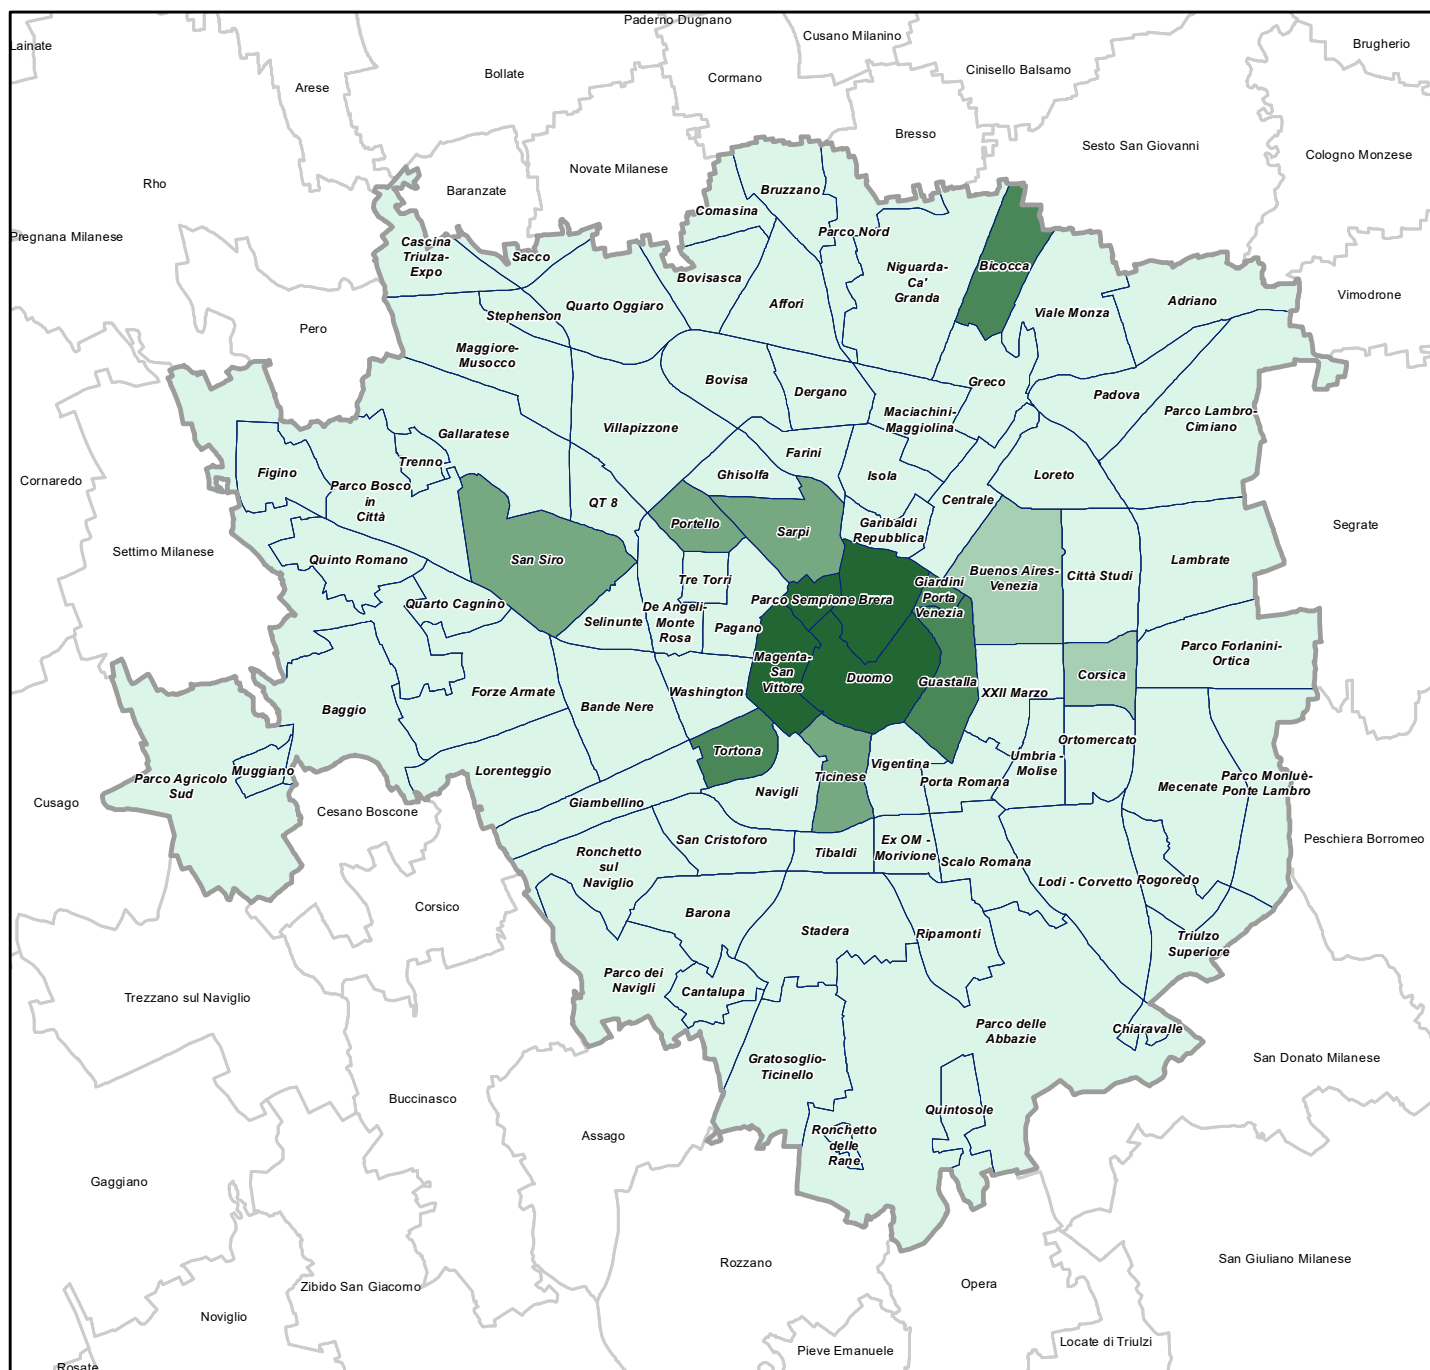 Paderno Dugnano
Cusano Milanino
Lainate
Brugherio
Bollate
Cinisello Balsamo
Cormano
Arese
Bresso
Sesto San Giovanni
Cologno Monzese
Novate Milanese
Rho
Baranzate
Bruzzano
Comasina
Parco Nord
Pregnana Milanese
Cascina
Triulza-
Expo
Sacco
Bovisasca
Niguarda-
Ca'
Granda
Bicocca
Vimodrone
Quarto Oggiaro
Affori
Adriano
Stephenson
Viale Monza
Pero
Maggiore-
Musocco
Bovisa
Dergano
Greco
Padova
Maciachini-
Maggiolina
Parco Lambro-
Cimiano
Gallaratese
Villapizzone
Farini
Trenno
Figino
Ghisolfa
Isola
Loreto
Cornaredo
Parco Bosco
in
Città
QT 8
Centrale
Portello
Sarpi
Garibaldi
Repubblica
Segrate
Settimo Milanese
Quinto Romano
San Siro
Tre Torri
Buenos Aires-
Venezia
Città Studi
Lambrate
Giardini
Porta
Venezia
Parco Sempione
Brera
Quarto Cagnino
Selinunte
De Angeli-
Monte
Rosa
Pagano
Parco Forlanini-
Ortica
Magenta-
San
Vittore
Duomo
Guastalla
XXII Marzo
Corsica
Forze Armate
Washington
Baggio
Bande Nere
Ortomercato
Tortona
Umbria -
Molise
Vigentina
Lorenteggio
Muggiano
Parco Agricolo
Sud
Ticinese
Porta Romana
Mecenate
Parco Monluè-
Ponte Lambro
Navigli
Giambellino
Cusago
Cesano Boscone
San Cristoforo
Tibaldi
Ex OM -
Morivione
Peschiera Borromeo
Ronchetto
sul
Naviglio
Scalo Romana
Lodi - Corvetto
Rogoredo
Corsico
Barona
Stadera
Ripamonti
Triulzo
Superiore
Parco dei
Navigli
Cantalupa
Trezzano sul Naviglio
Parco delle
Abbazie
Chiaravalle
Gratosoglio-
Ticinello
San Donato Milanese
Buccinasco
Quintosole
Assago
Ronchetto
delle
Rane
Gaggiano
Rozzano
San Giuliano Milanese
Zibido San Giacomo
Opera
Noviglio
Locate di Triulzi
Pieve Emanuele
Rosate